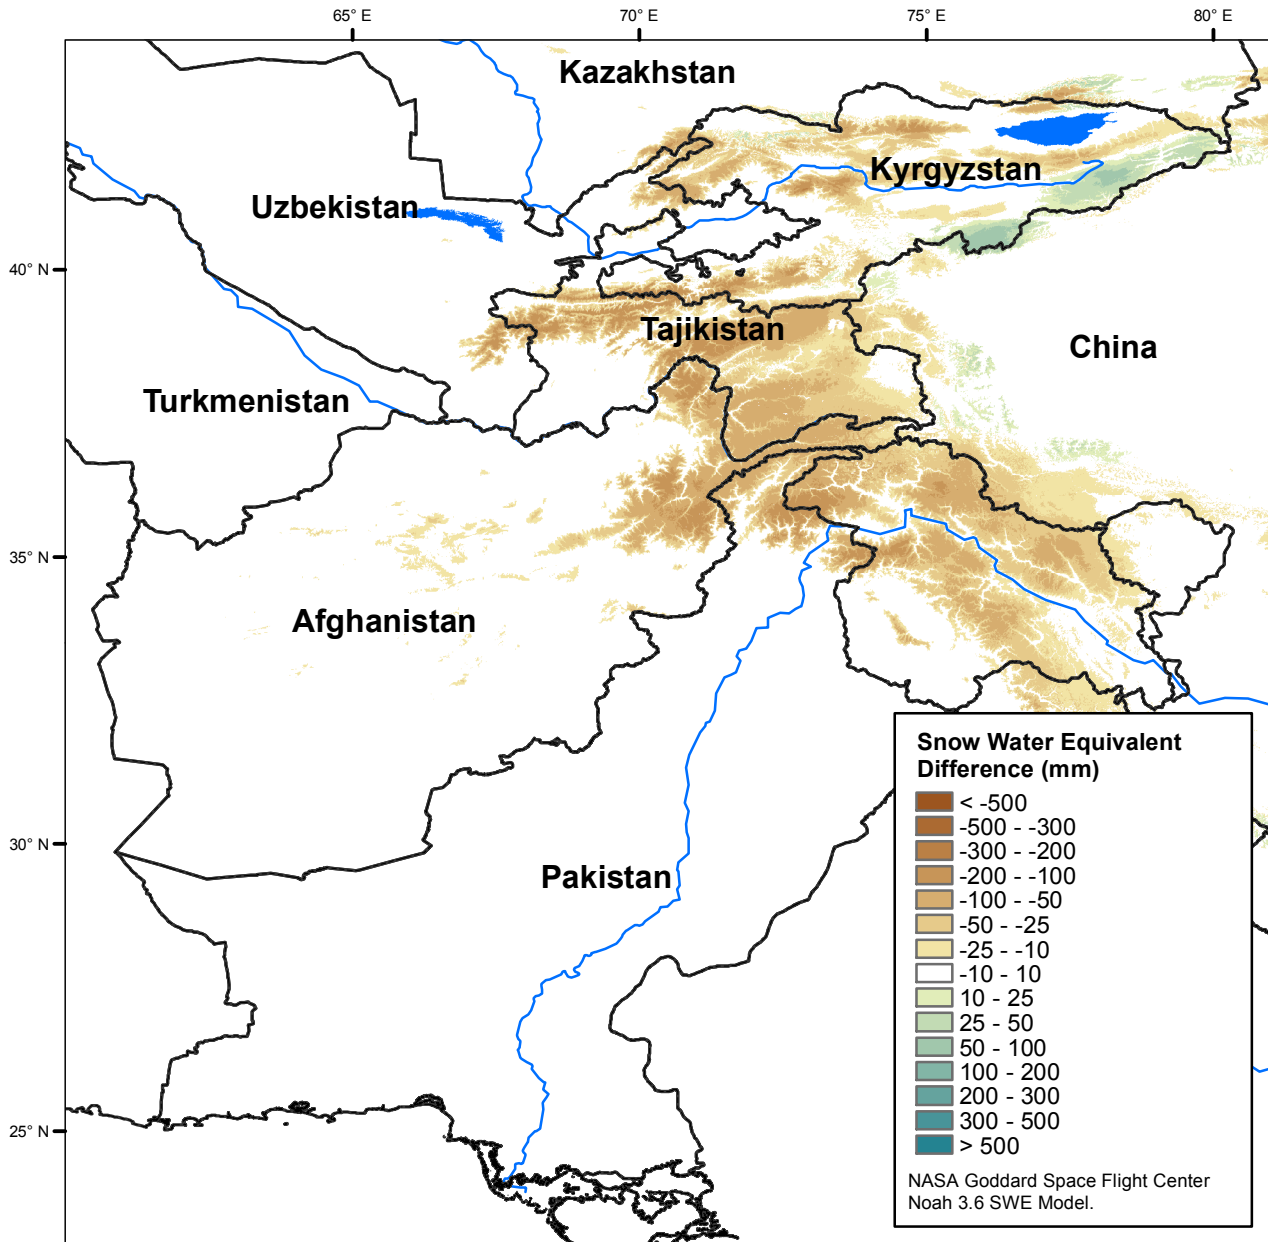 65° E
70° E
75° E
80° E
Kazakhstan
Kyrgyzstan
Uzbekistan
40° N
Tajikistan
China
Turkmenistan
35° N
Afghanistan
30° N
Pakistan
25° N
Snow Water Equivalent
Difference (mm)
< -500
-500 - -300
-300 - -200
-200 - -100
-100 - -50
-50 - -25
-25 - -10
-10 - 10
10 - 25
25 - 50
50 - 100
100 - 200
200 - 300
300 - 500
> 500
NASA Goddard Space Flight Center
Noah 3.6 SWE Model.